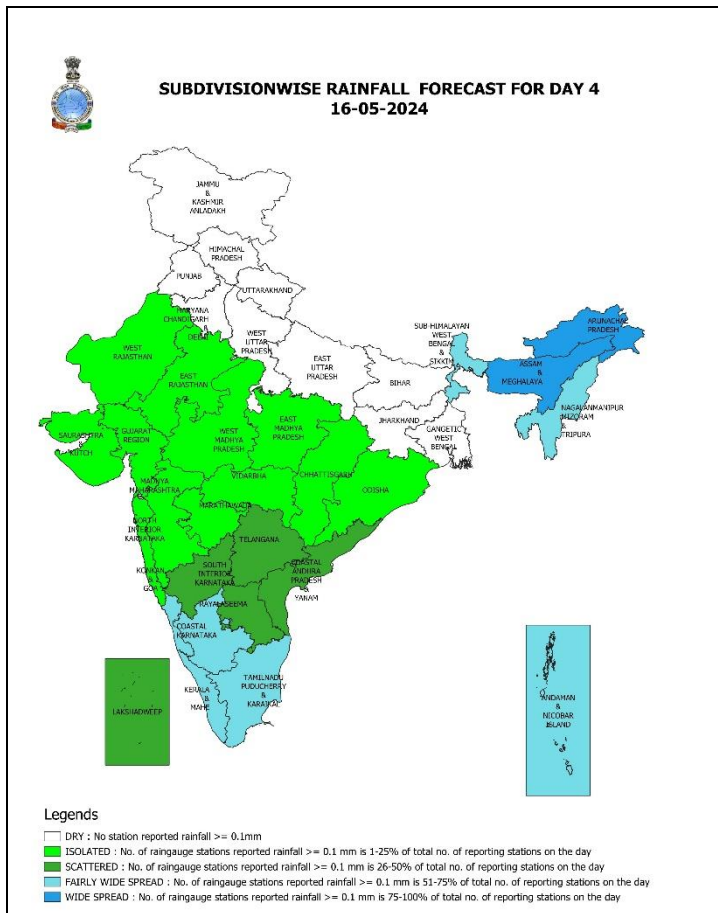 SUBDIVISIONWISE RAINFALL FORECAST FOR DAY 4
16-05-2024
JAMMU
&
KASHMIR
ANLADAKH
HIMACHAL
PRADESH
PUNJAB
UTTARAKHAND
HARYANA
CHANDIGARH
&
DELHI
WEST
RAJASTHAN
WEST
UTTAR
PRADESH
EAST
RAJASTHAN
EAST
UTTAR
PRADESH
SUB-HIMALAYAN
WEST
BENGAL
&
SIKKIM
ARUNACHAL
PRADESH
ASSAM
&
MEGHALAYA
BIHAR
NAGALANMANIPUR
MIZORAM
&
TRIPURA
JHARKHAND
GANGETIC
WEST
BENGAL
SAURASHTRA
&
KUTCH
GUJARAT
REGION
WEST
MADHYA
PRADESH
EAST
MADHYA
PRADESH
VIDARBHA
CHHATTISGARH
ODISHA
MADHYA
MAHARASHTRA
MARATHAWADA
NORTH
INTERIOR
KARNATAKA
KONKAN
&
GOA
TELANGANA
SOUTH
INTERIOR
KARNATAKA
COASTAL
ANDHRA
PRADESH
&
YANAM
RAYALASEEMA
COASTAL
KARNATAKA
TAMILNADU
PUDUCHERRY
&
KARAIKAL
KERALA
&
MAHE
LAKSHADWEEP
ANDAMAN
&
NICOBAR
ISLAND
Legends
DRY : No station reported rainfall >= 0.1mm
ISOLATED : No. of raingauge stations reported rainfall >= 0.1 mm is 1-25% of total no. of reporting stations on the day
SCATTERED : No. of raingauge stations reported rainfall >= 0.1 mm is 26-50% of total no. of reporting stations on the day
FAIRLY WIDE SPREAD : No. of raingauge stations reported rainfall >= 0.1 mm is 51-75% of total no. of reporting stations on the day
WIDE SPREAD : No. of raingauge stations reported rainfall >= 0.1 mm is 75-100% of total no. of reporting stations on the day